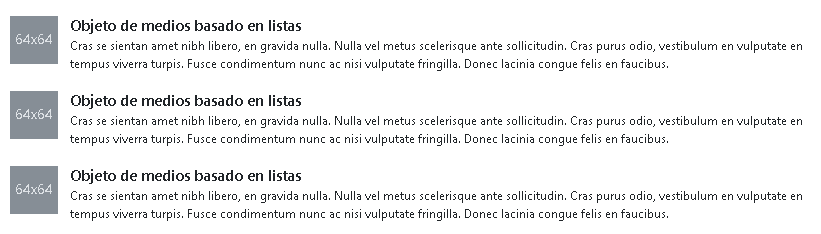 64x64
Objeto de medios basado en listas
Cras se sientan amet nibh libero, en gravida nulla. Nulla vel metus scelerisque ante sollicitudin. Cras purus odio, vestibulum en vulputate en
tempus viverra turpis. Fusce condimentum nunc ac nisi vulputate fringilla. Donec lacinia congue felis en faucibus.
64x64
Objeto de medios basado en listas
Cras se sientan amet nibh libero, en gravida nulla. Nulla vel metus scelerisque ante sollicitudin. Cras purus odio, vestibulum en vulputate en
tempus viverra turpis. Fusce condimentum nunc ac nisi vulputate fringilla. Donec lacinia congue felis en faucibus.
64x64
Objeto de medios basado en listas
Cras se sientan amet nibh libero, en gravida nulla. Nulla vel metus scelerisque ante sollicitudin. Cras purus odio, vestibulum en vulputate en
tempus viverra turpis. Fusce condimentum nunc ac nisi vulputate fringilla. Donec lacinia congue felis en faucibus.